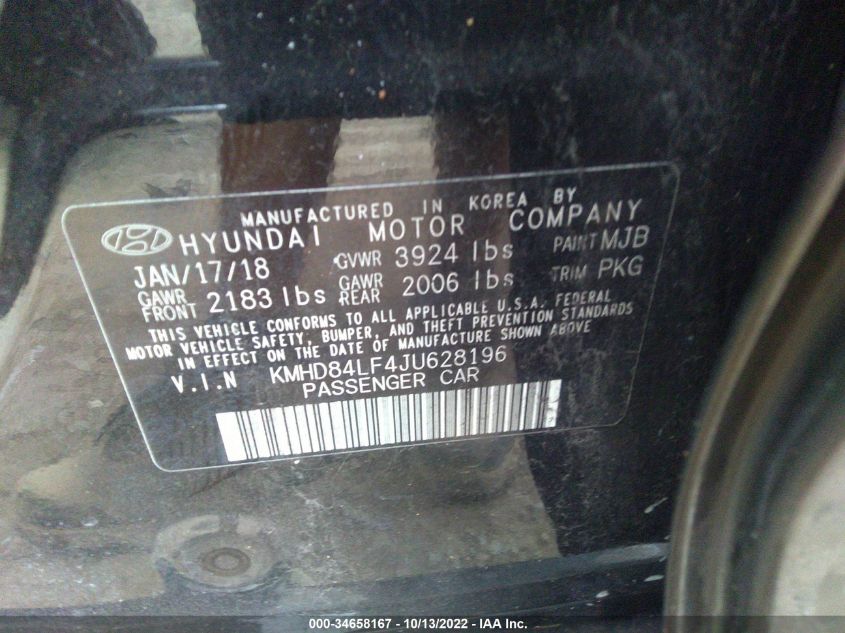 MANUFACTURED IN KOREA BY
HYUNDAI MOTOR COMPANY
JAN/17/18 GVWR 3924 lbs PAINT MJB
GAWR FRONT 2183 lbs GAWR REAR 2006 lbs TRIM PKG
THIS VEHICLE CONFORMS TO ALL APPLICABLE U.S.A. FEDERAL
MOTOR VEHICLE SAFETY, BUMPER, AND THEFT PREVENTION STANDARDS
IN EFFECT ON THE DATE OF MANUFACTURE SHOWN ABOVE
V.I.N KMHD84LF4JU628196
PASSENGER CAR
000-34658167 - 10/13/2022 - IAA Inc.